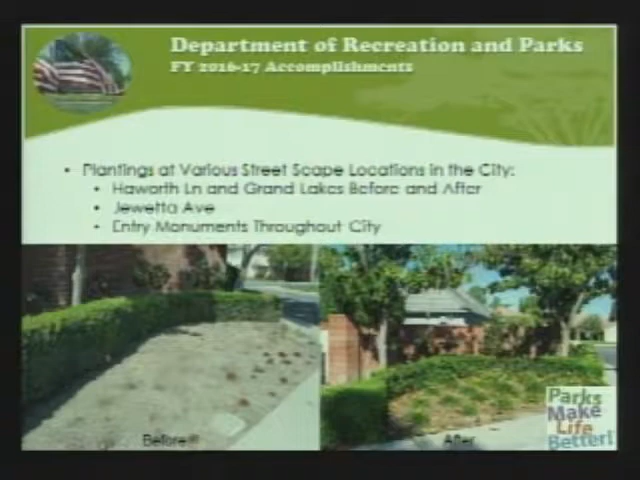 Department of Recreation and Parks
FY 2016-17 Accomplishments
• Plantings at Various Street Scape Locations in the City:
• Haworth Ln and Grand Lakes Before and After
• Jewetta Ave
• Entry Monuments Throughout City
Before
After
Parks
Make
Life
Better!